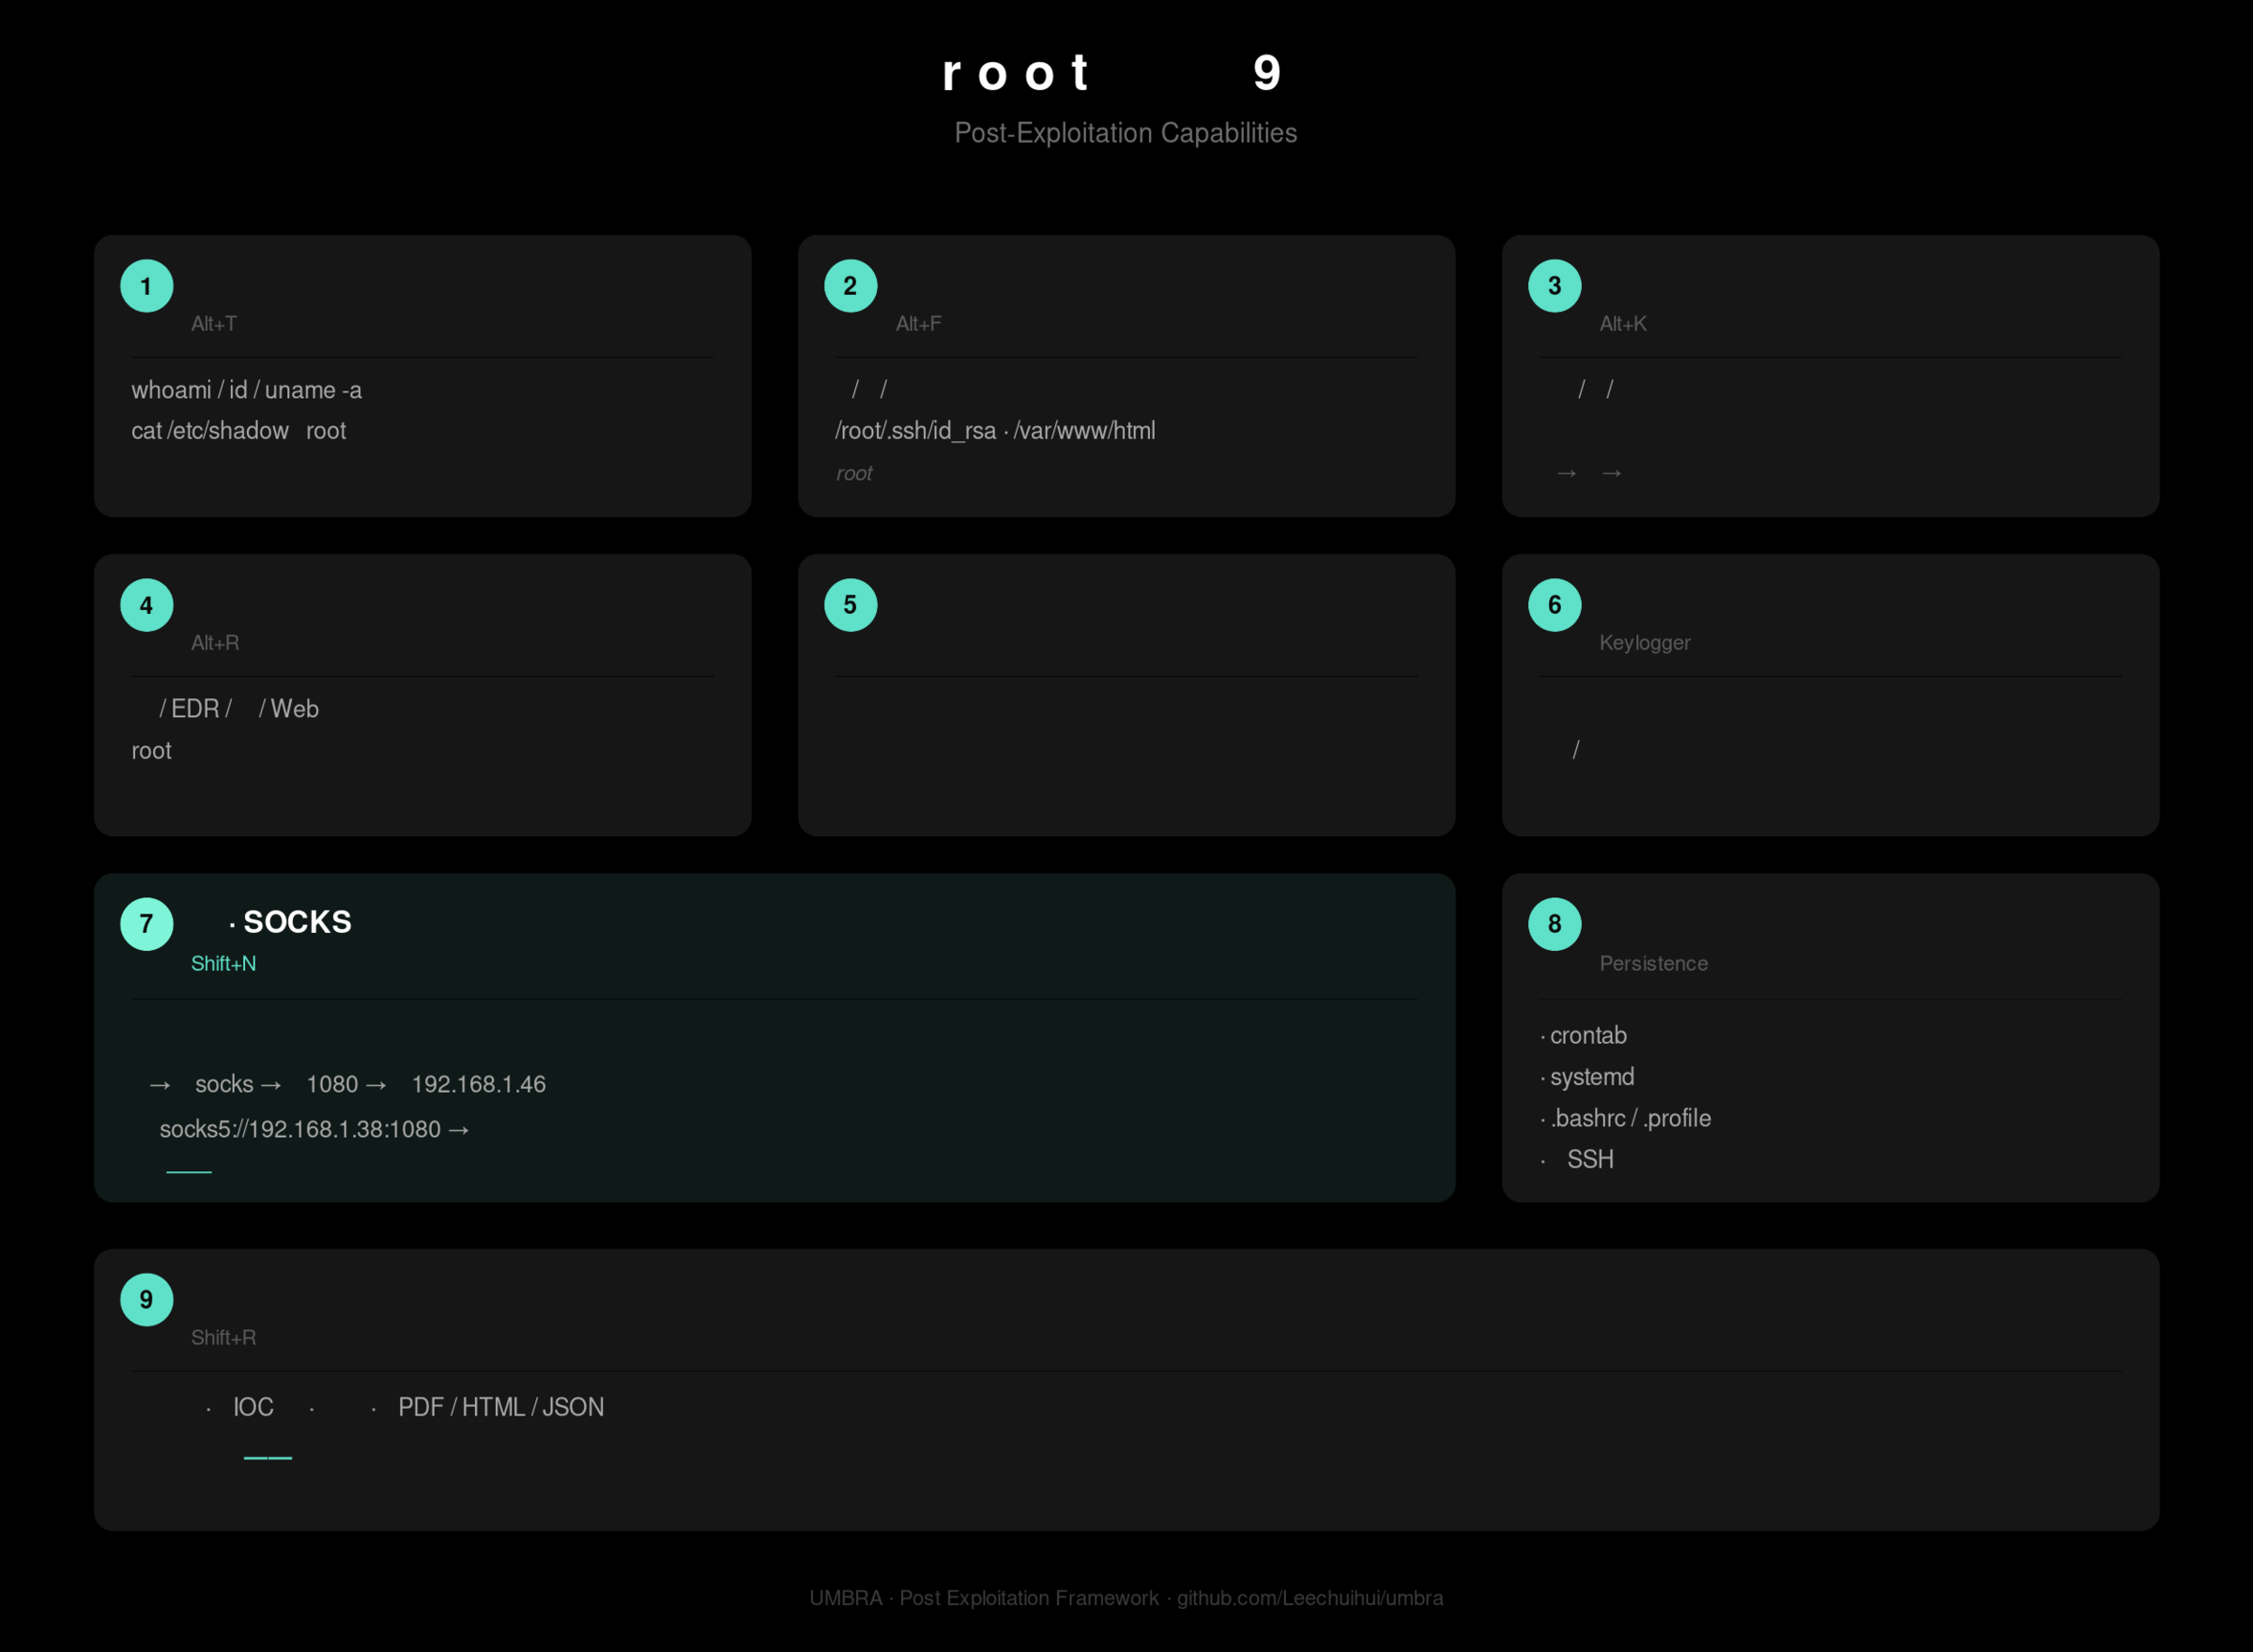 root 9
Post-Exploitation Capabilities
1
Alt+T
whoami / id / uname -a
cat /etc/shadow root
2
Alt+F
/ /
/root/.ssh/id_rsa · /var/www/html
root
3
Alt+K
/ /
→ →
4
Alt+R
/ EDR / / Web
root
5
6
Keylogger
/
7 · SOCKS
Shift+N
→ socks → 1080 → 192.168.1.46
socks5://192.168.1.38:1080 →
——
8
Persistence
· crontab
· systemd
· .bashrc / .profile
· SSH
9
Shift+R
· IOC · · PDF / HTML / JSON
——
UMBRA · Post Exploitation Framework · github.com/Leechuihui/umbra